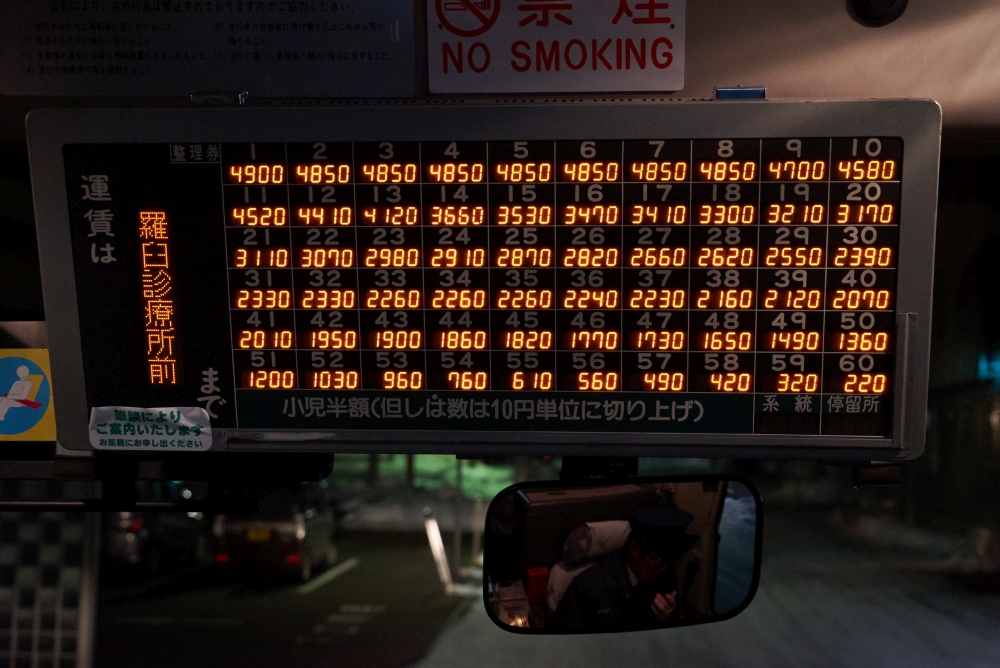 禁煙
NO SMOKING
整理券
1 2 3 4 5 6 7 8 9 10
4900 4850 4850 4850 4850 4850 4850 4850 4700 4580
11 12 13 14 15 16 17 18 19 20
4520 4410 4120 3660 3530 3470 3410 3300 3210 3170
21 22 23 24 25 26 27 28 29 30
3110 3070 2980 2910 2870 2820 2660 2620 2550 2390
31 32 33 34 35 36 37 38 39 40
2330 2330 2260 2260 2260 2240 2230 2160 2120 2070
41 42 43 44 45 46 47 48 49 50
2010 1950 1900 1860 1820 1770 1730 1650 1490 1360
51 52 53 54 55 56 57 58 59 60
1200 1030 960 760 610 560 490 420 320 220
運賃は
羅臼診療所前
まで
小児半額(但しは数は10円単位に切り上げ)
系統 停留所
筆談により
ご案内いたします
お気軽にお申し出ください